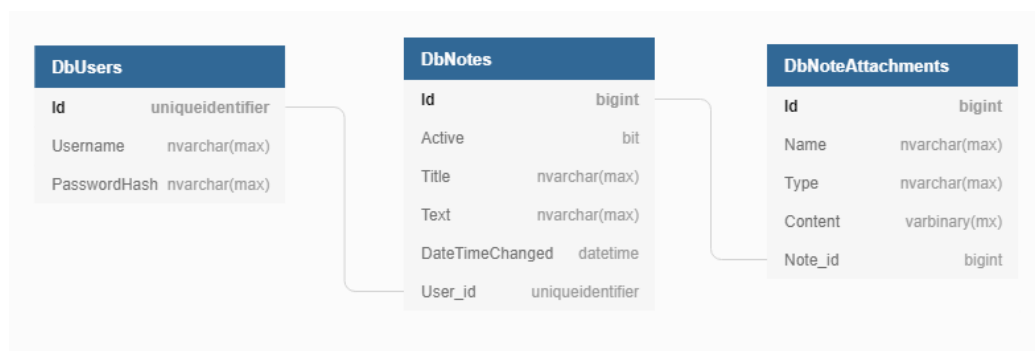 DbUsers
Id uniqueidentifier
Username nvarchar(max)
PasswordHash nvarchar(max)
DbNotes
Id bigint
Active bit
Title nvarchar(max)
Text nvarchar(max)
DateTimeChanged datetime
User_id uniqueidentifier
DbNoteAttachments
Id bigint
Name nvarchar(max)
Type nvarchar(max)
Content varbinary(mx)
Note_id bigint